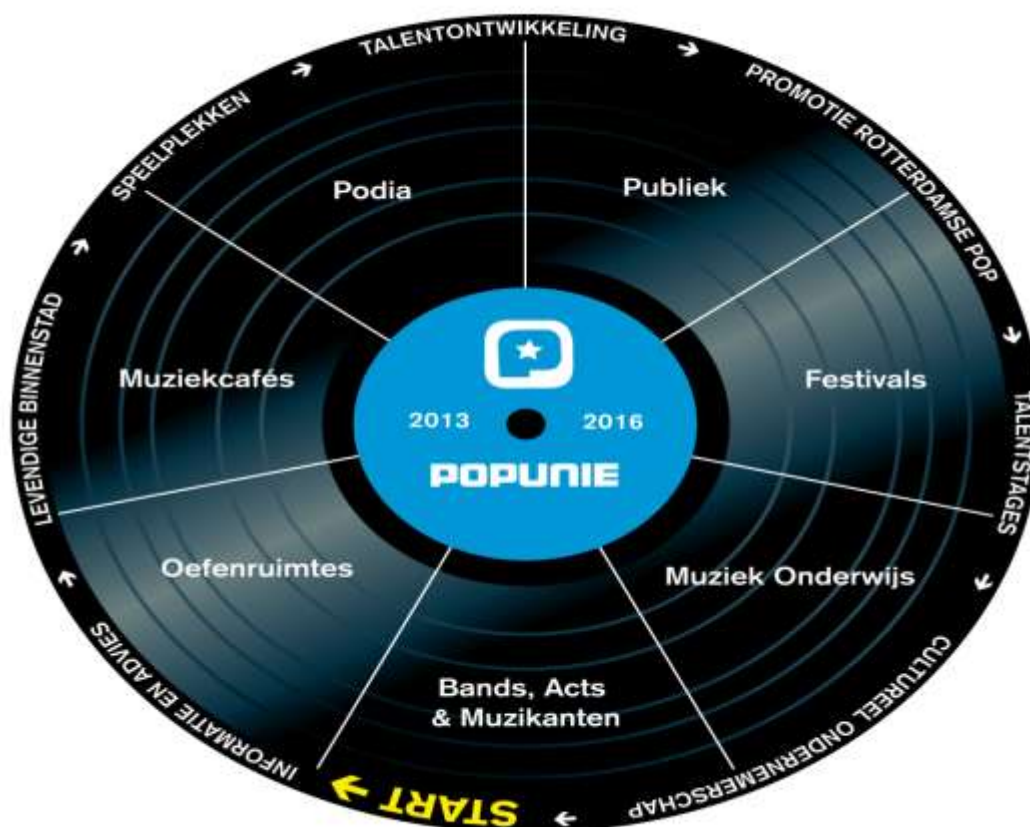 TALENTONTWIKKELING
PROMOTIE ROTTERDAMSE POP
TALENTSTAGES
CULTUREEL ONDERNEMERSCHAP
START
INFORMATIE EN ADVIES
LEVENDIGE BINNENSTAD
SPEELPLEKKEN
Podia
Publiek
Muziekcafés
Festivals
2013
2016
POPUNIE
Oefenruimtes
Muziek Onderwijs
Bands, Acts
& Muzikanten